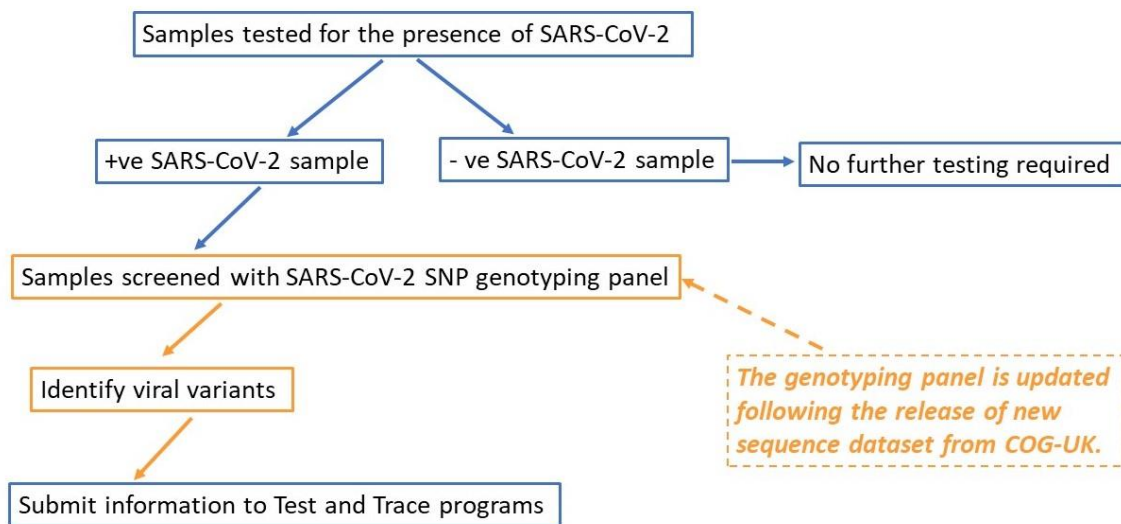 Samples tested for the presence of SARS-CoV-2
+ve SARS-CoV-2 sample
- ve SARS-CoV-2 sample
No further testing required
Samples screened with SARS-CoV-2 SNP genotyping panel
Identify viral variants
The genotyping panel is updated
following the release of new
sequence dataset from COG-UK.
Submit information to Test and Trace programs